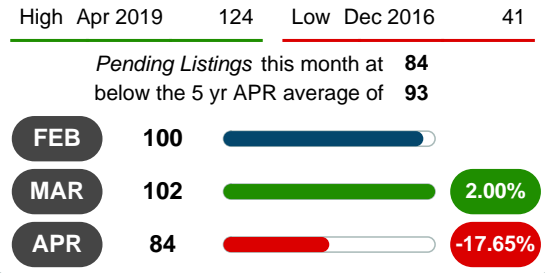 High Apr 2019 124 Low Dec 2016 41
Pending Listings this month at 84
below the 5 yr APR average of 93
FEB 100
MAR 102 2.00%
APR 84 -17.65%